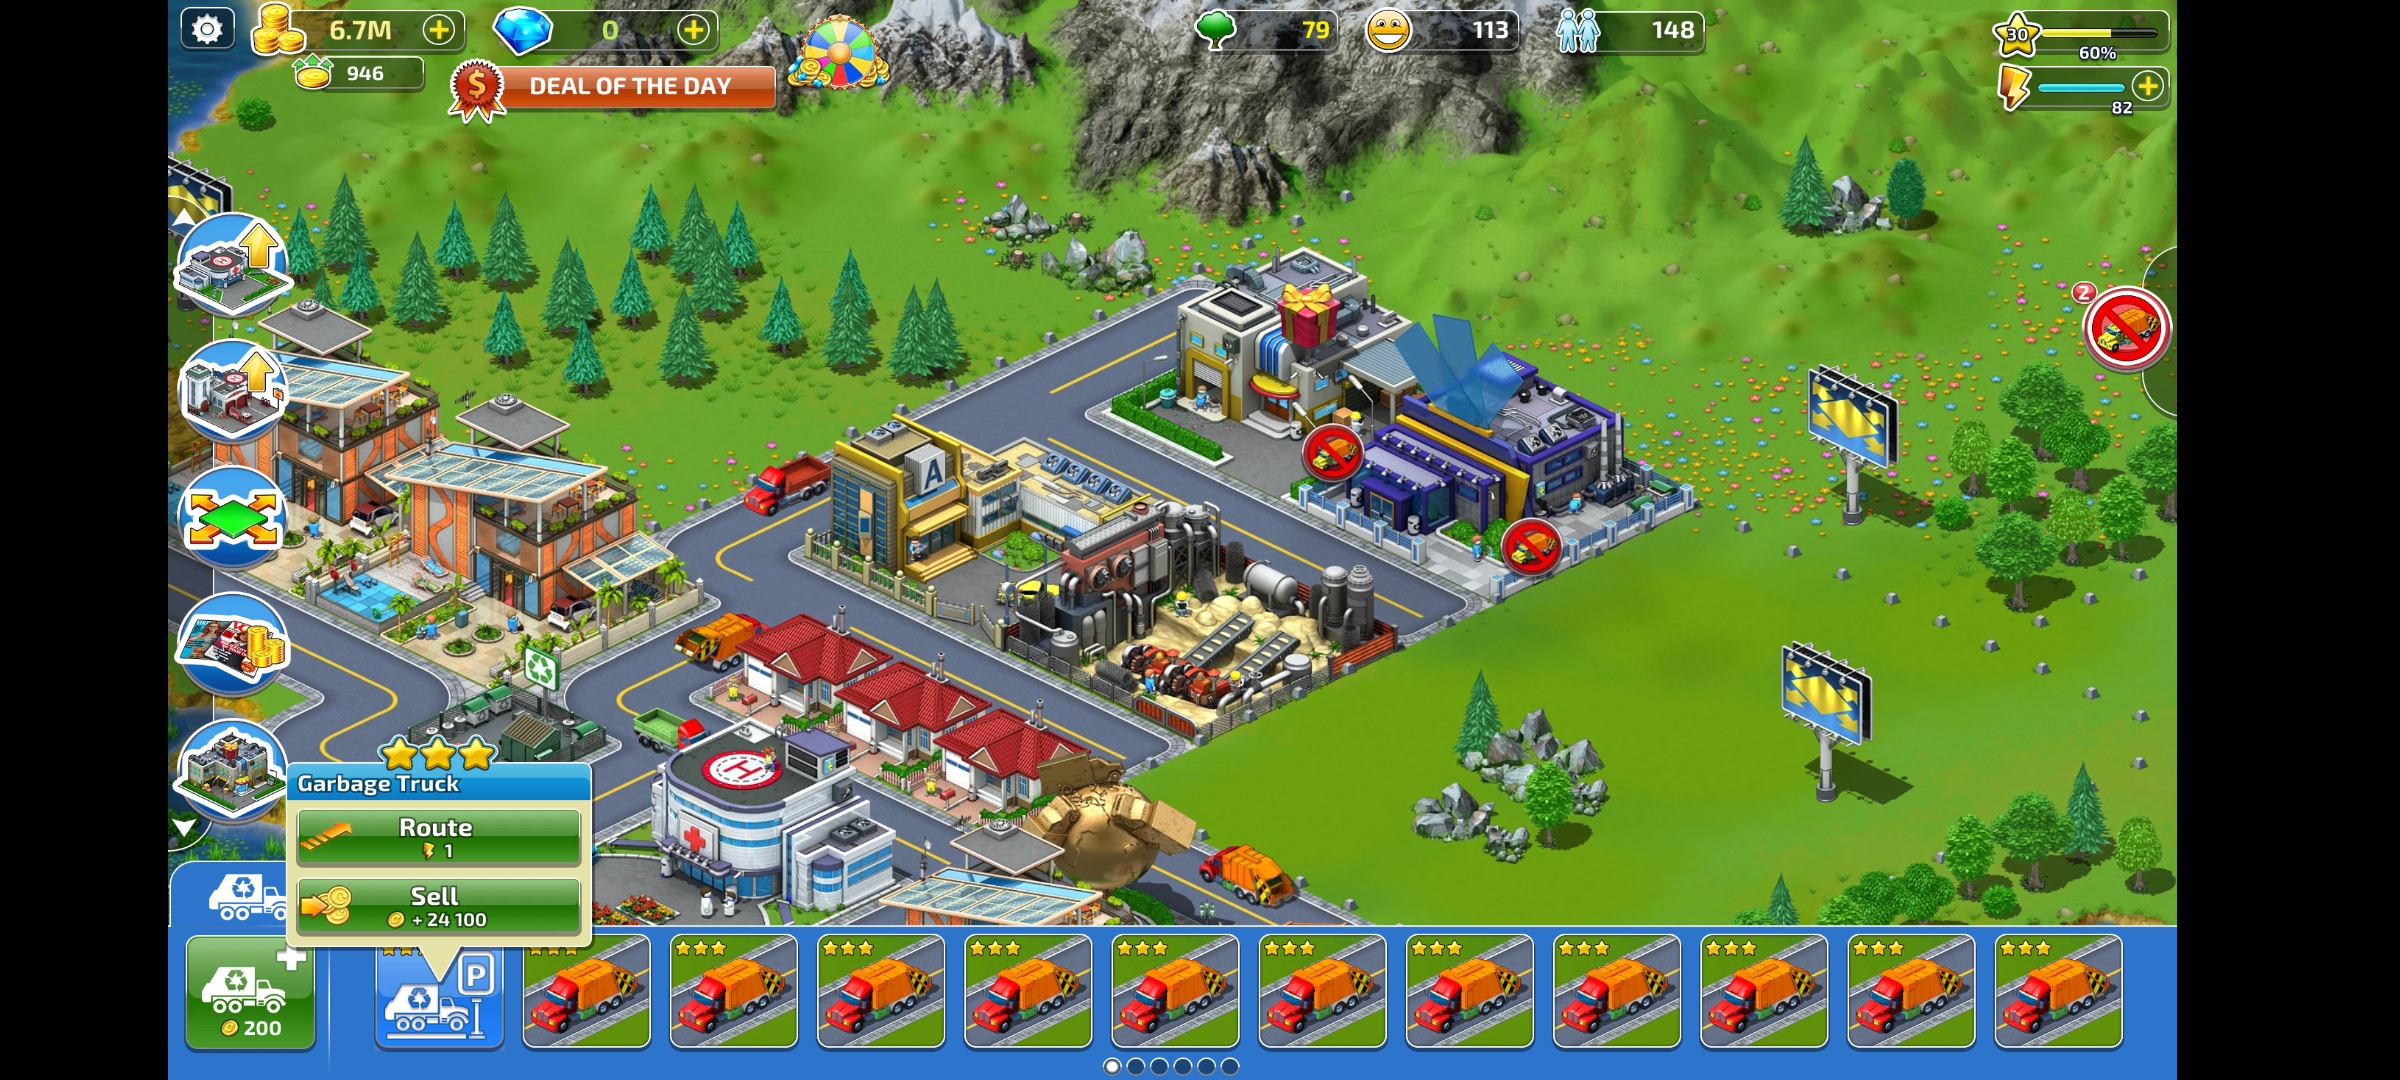 6.7M
0
79
113
148
30
60%
946
DEAL OF THE DAY
82
2
A
H
Garbage Truck
Route
1
Sell
+ 24 100
P
200